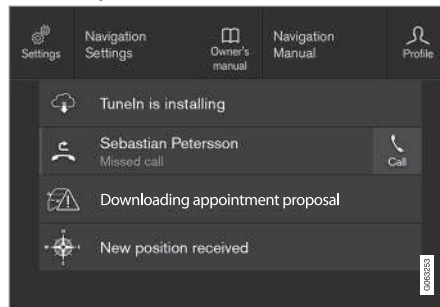 Settings
Navigation
Settings
Owner's
manual
Navigation
Manual
Profile
TuneIn is installing
Sebastian Petersson
Missed call
Call
Downloading appointment proposal
New position received
G063253